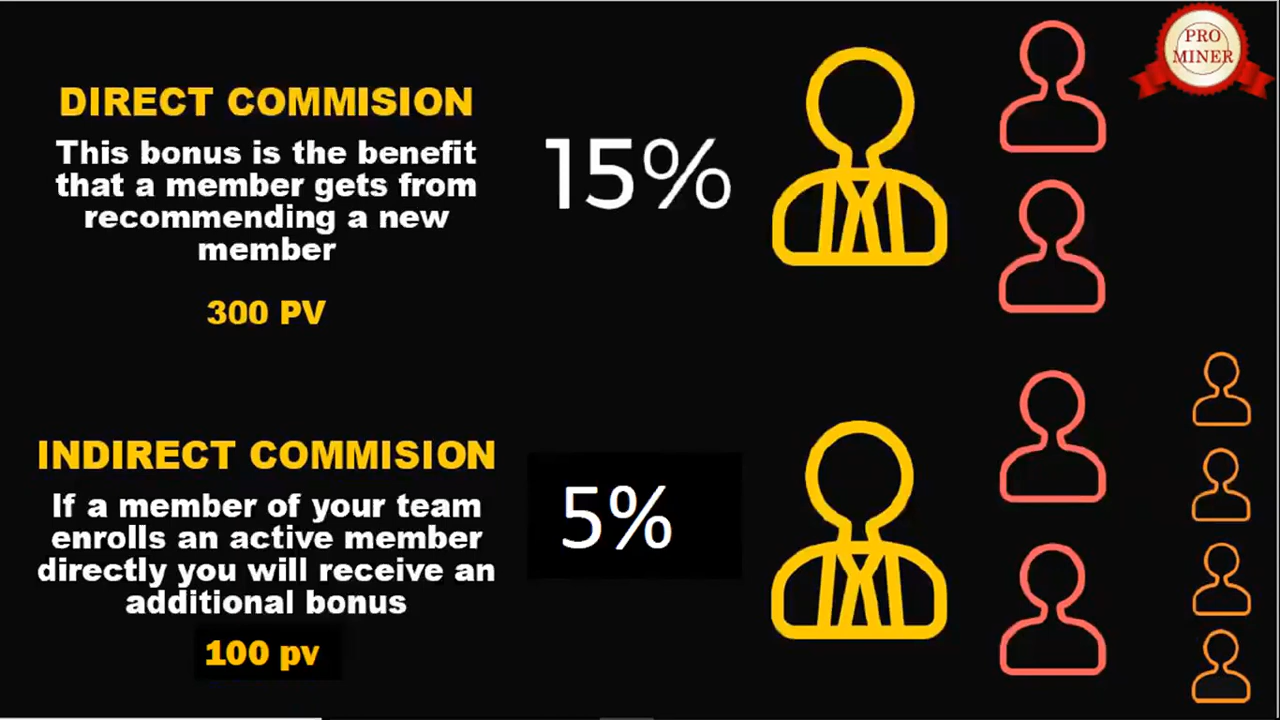 PRO
MINER
DIRECT COMMISION
This bonus is the benefit
that a member gets from
recommending a new
member
300 PV
15%
INDIRECT COMMISION
If a member of your team
enrolls an active member
directly you will receive an
additional bonus
100 pv
5%